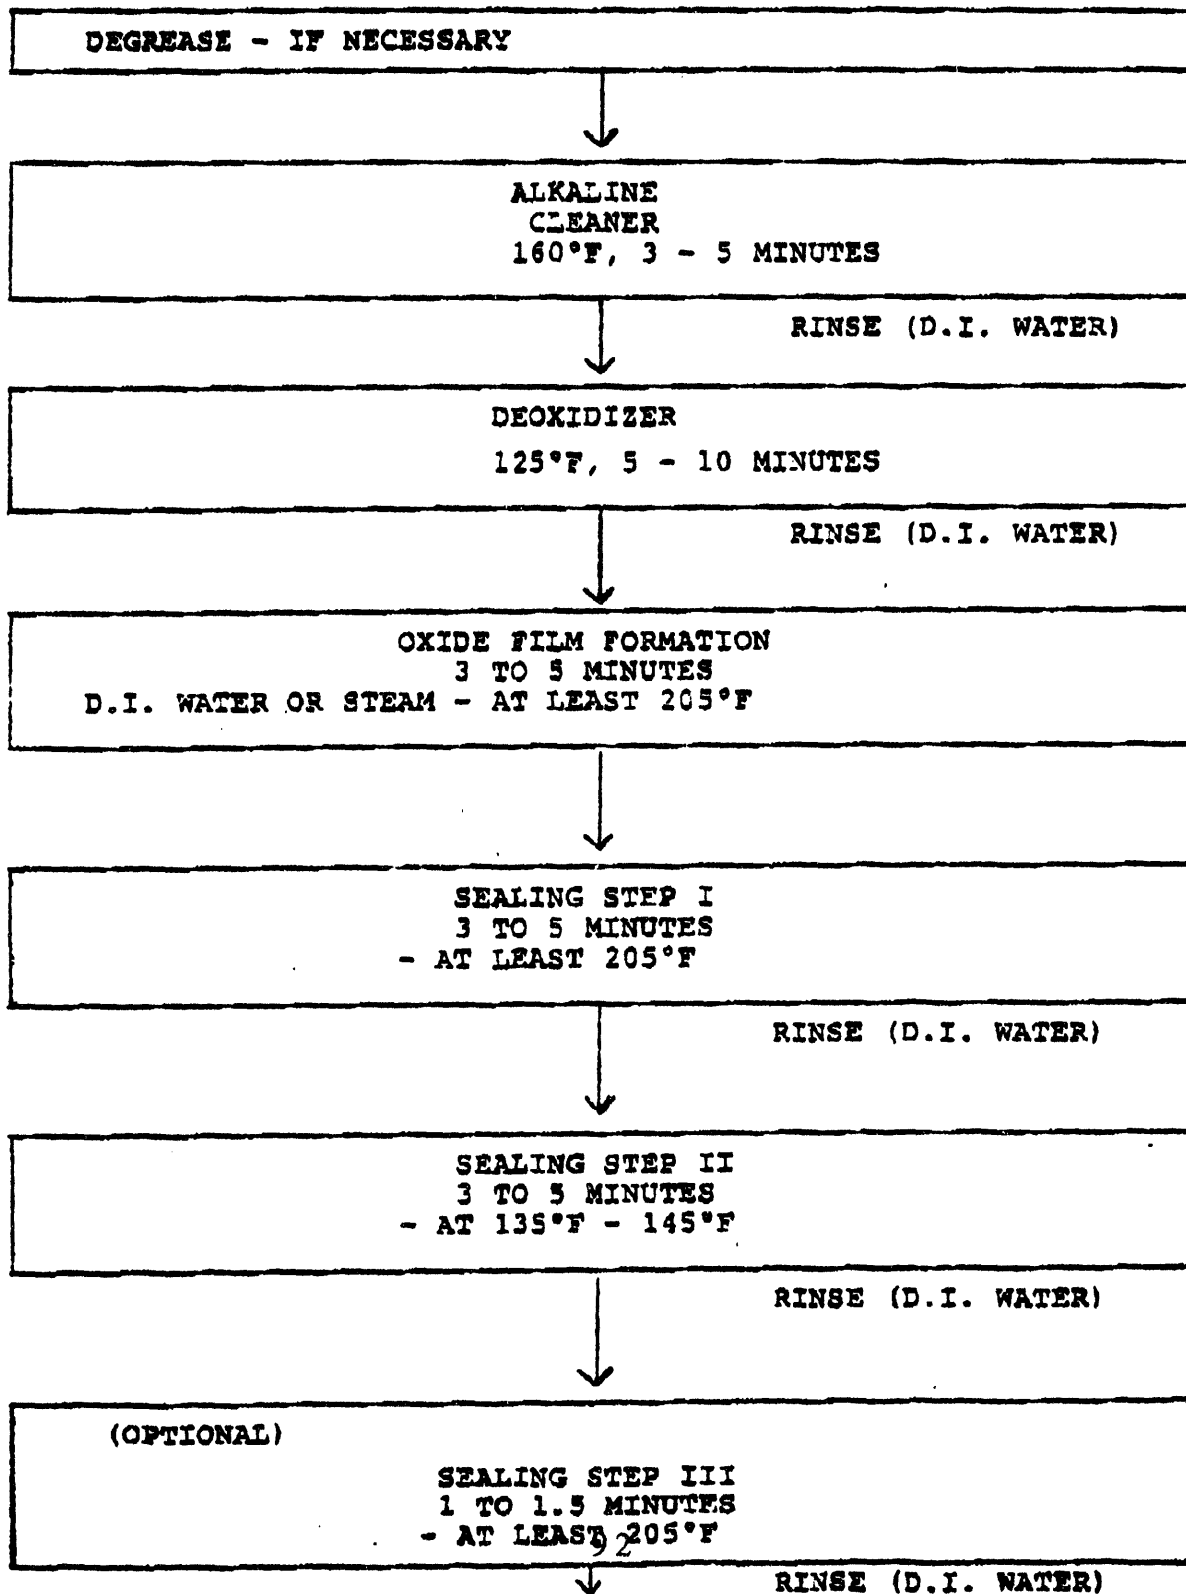 DEGREASE - IF NECESSARY
ALKALINE
CLEANER
160°F, 3 - 5 MINUTES
RINSE (D.I. WATER)
DEOXIDIZER
125°F, 5 - 10 MINUTES
RINSE (D.I. WATER)
OXIDE FILM FORMATION
3 TO 5 MINUTES
D.I. WATER OR STEAM - AT LEAST 205°F
SEALING STEP I
3 TO 5 MINUTES
- AT LEAST 205°F
RINSE (D.I. WATER)
SEALING STEP II
3 TO 5 MINUTES
- AT 135°F - 145°F
RINSE (D.I. WATER)
(OPTIONAL)
SEALING STEP III
1 TO 1.5 MINUTES
- AT LEAST 205°F
92
RINSE (D.I. WATER)